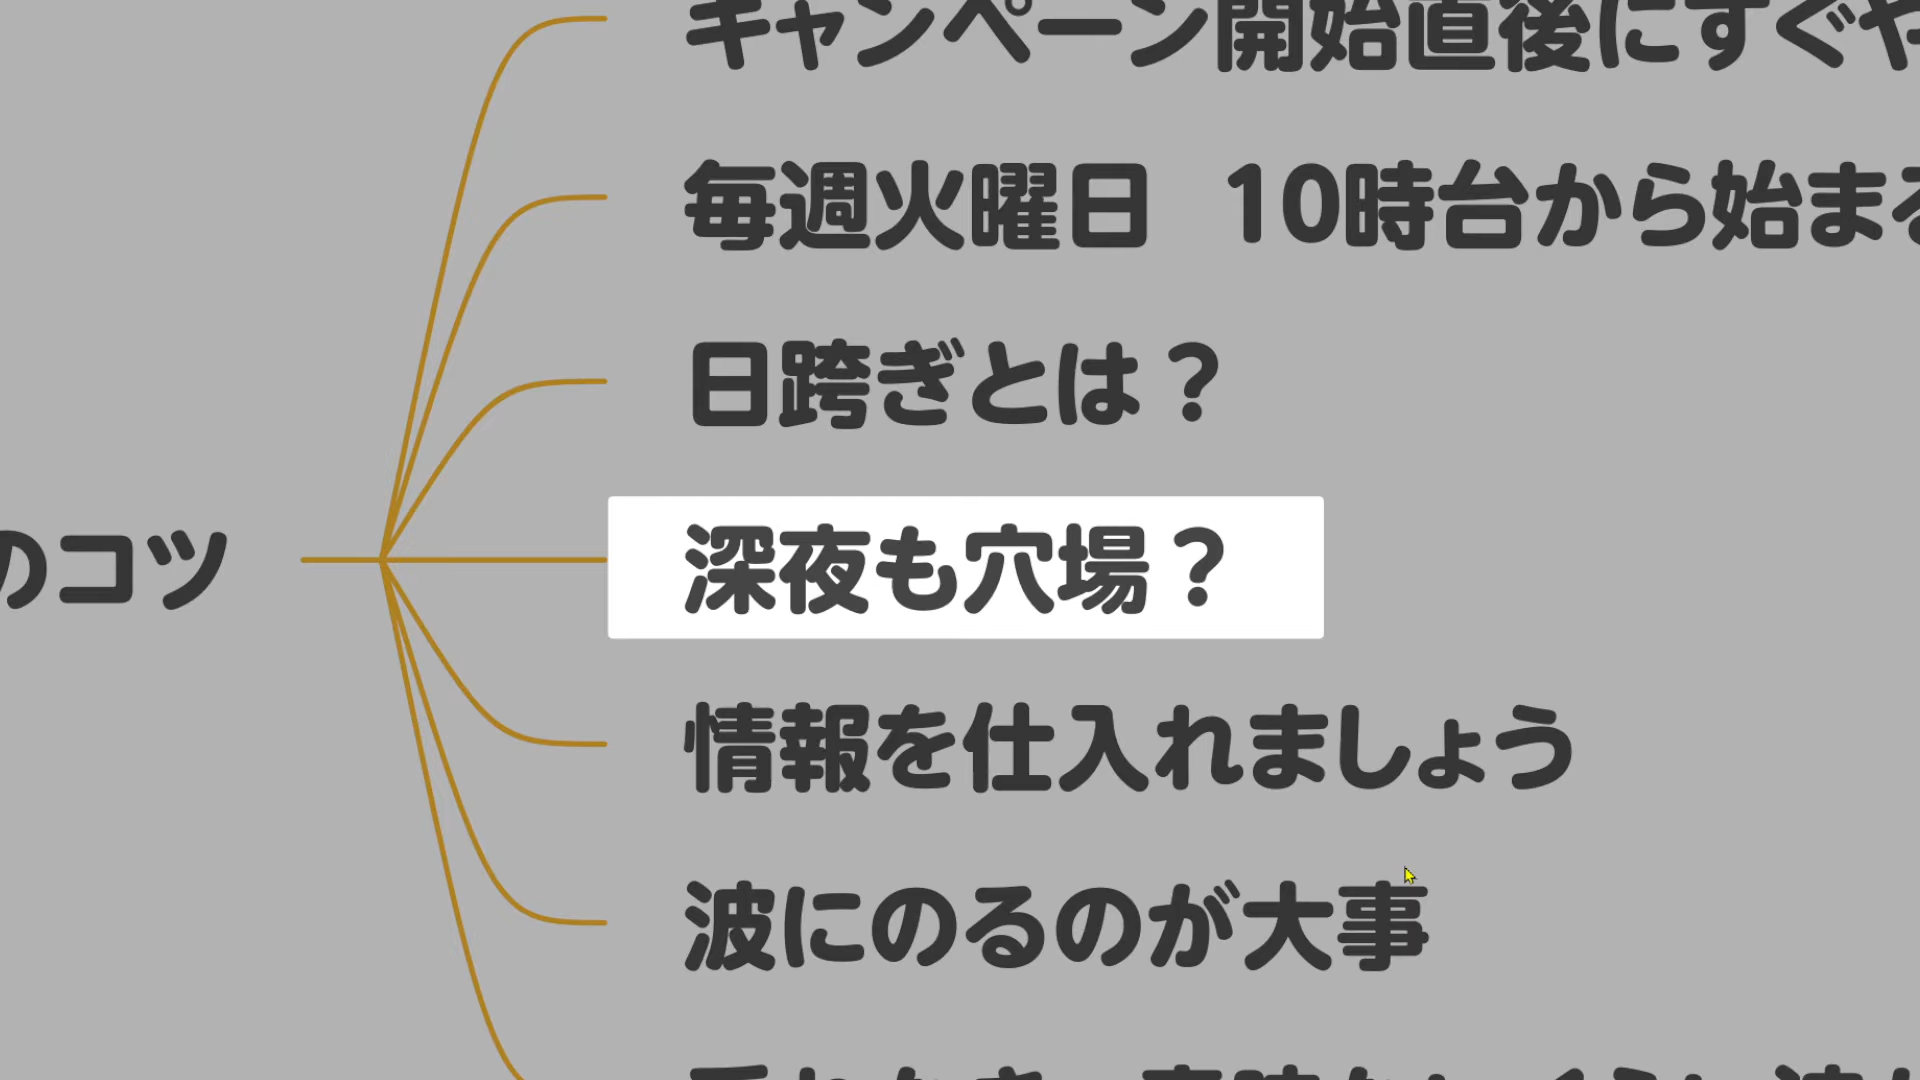 キャンペーン開始直後にすぐや
毎週火曜日 10時台から始まる
日跨ぎとは？
のコツ
深夜も穴場？
情報を仕入れましょう
波にのるのが大事